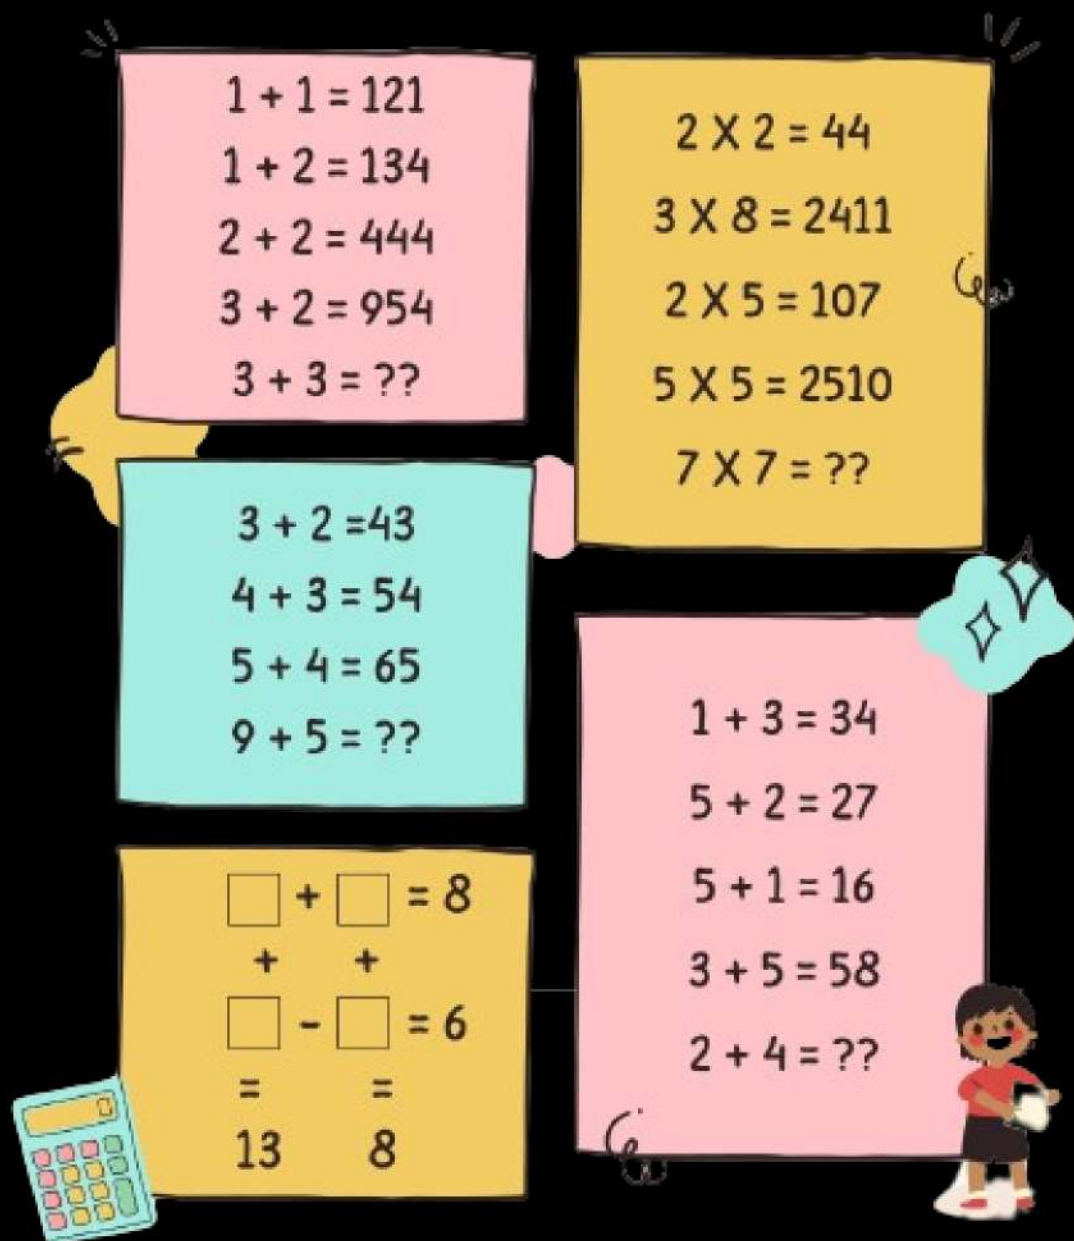 1 + 1 = 121
1 + 2 = 134
2 + 2 = 444
3 + 2 = 954
3 + 3 = ??
2 X 2 = 44
3 X 8 = 2411
2 X 5 = 107
5 X 5 = 2510
7 X 7 = ??
3 + 2 =43
4 + 3 = 54
5 + 4 = 65
9 + 5 = ??
1 + 3 = 34
5 + 2 = 27
5 + 1 = 16
3 + 5 = 58
2 + 4 = ??
□ + □ = 8
+ +
□ - □ = 6
= =
13 8